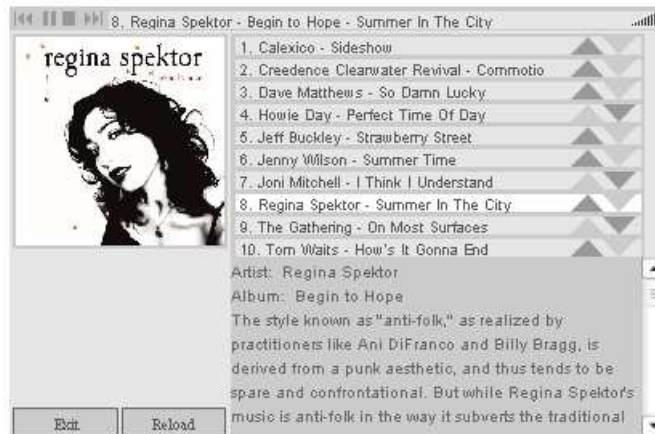 8. Regina Spektor - Begin to Hope - Summer In The City
regina spektor
1. Calexico - Sideshow
2. Creedence Clearwater Revival - Commotio
3. Dave Matthews - So Damn Lucky
4. Howie Day - Perfect Time Of Day
5. Jeff Buckley - Strawberry Street
6. Jenny Wilson - Summer Time
7. Joni Mitchell - I Think I Understand
8. Regina Spektor - Summer In The City
9. The Gathering - On Most Surfaces
10. Tom Waits - How's It Gonna End
Artist: Regina Spektor
Album: Begin to Hope
The style known as "anti-folk," as realized by
practitioners like Ani DiFranco and Billy Bragg, is
derived from a punk aesthetic, and thus tends to be
spare and confrontational. But while Regina Spektor's
music is anti-folk in the way it subverts the traditional
Exit
Reload